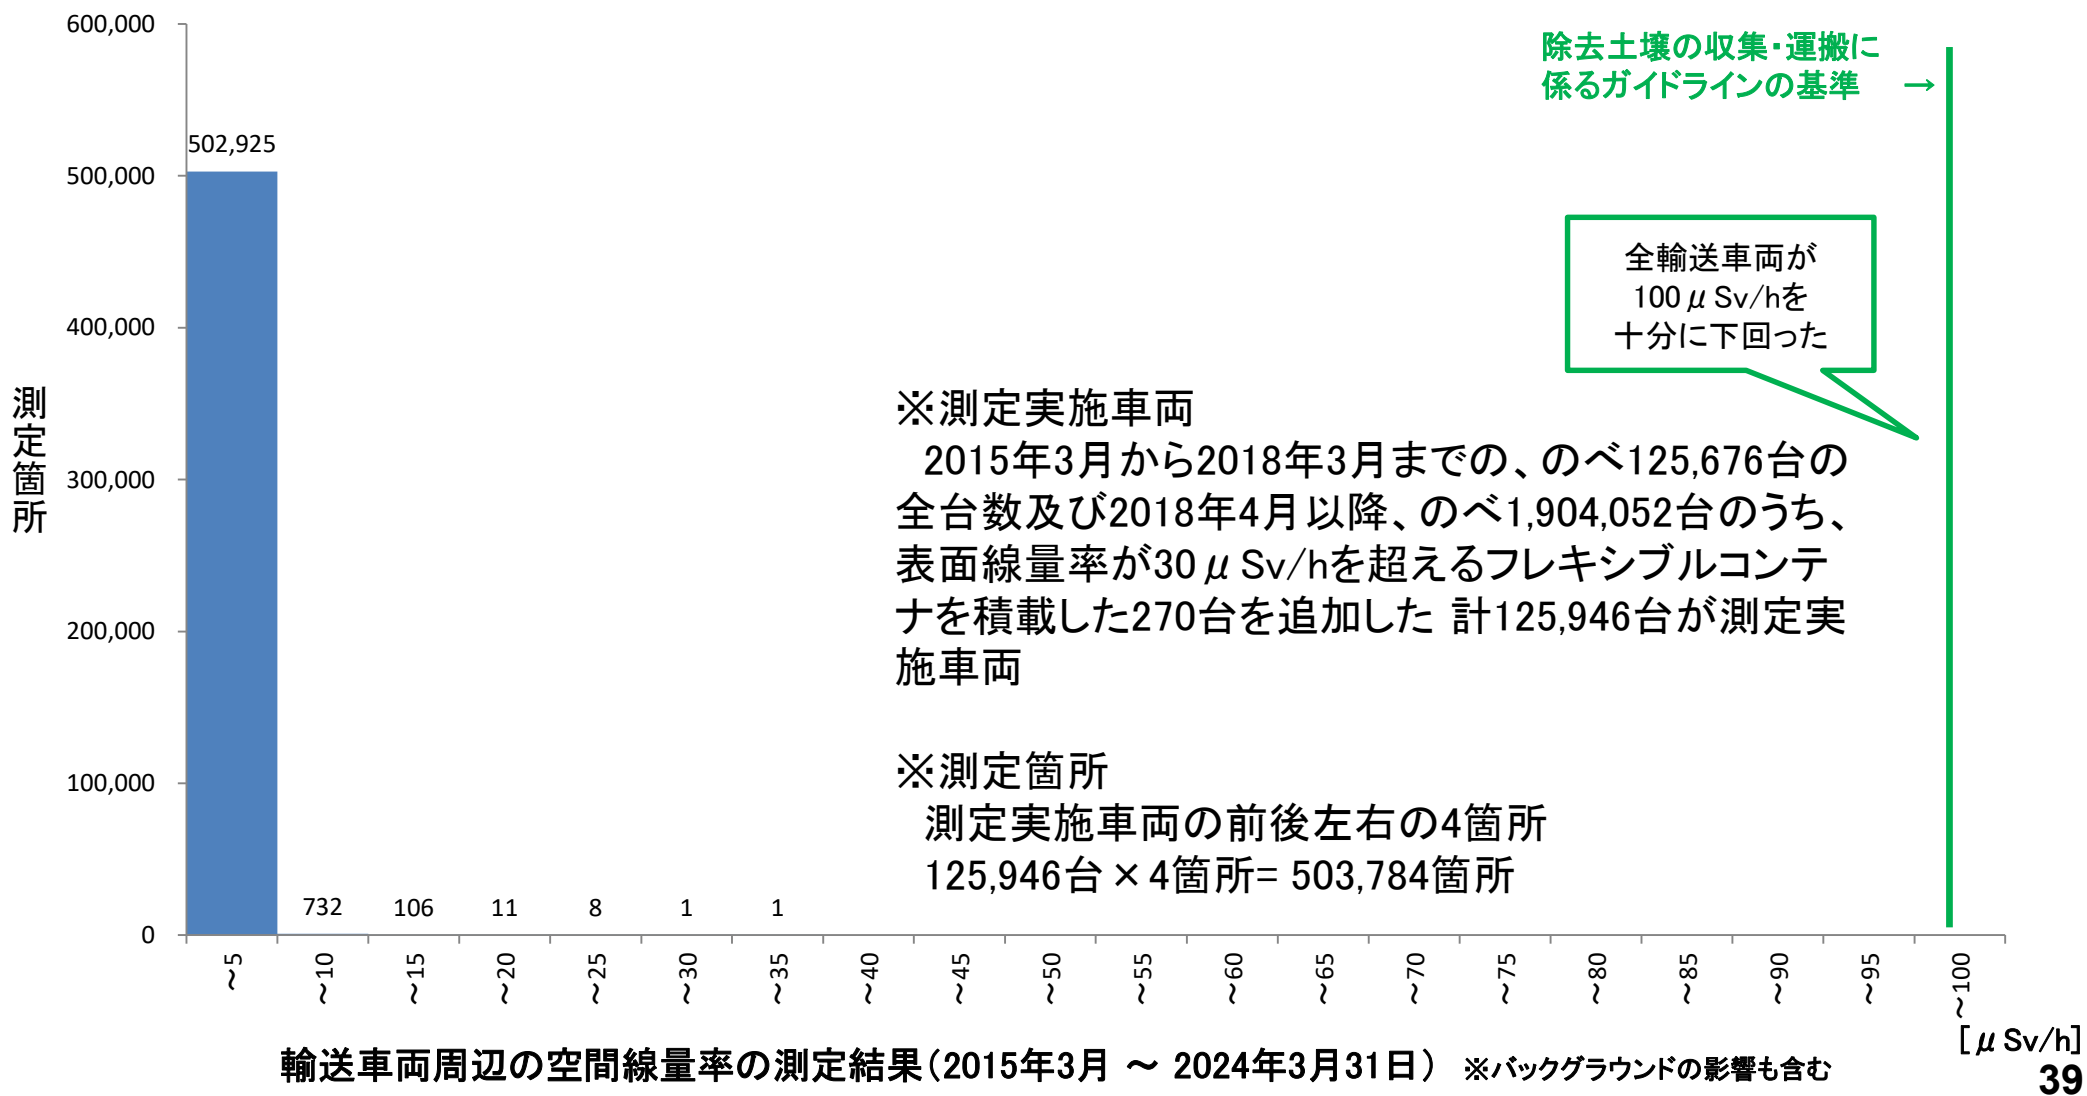 600,000
500,000
400,000
300,000
200,000
100,000
0
測定箇所
502,925
732
106
11
8
1
1
除去土壌の収集・運搬に
係るガイドラインの基準 →
全輸送車両が
100μSv/hを
十分に下回った
※測定実施車両
2015年3月から2018年3月までの、のべ125,676台の
全台数及び2018年4月以降、のべ1,904,052台のうち、
表面線量率が30μSv/hを超えるフレキシブルコンテ
ナを積載した270台を追加した 計125,946台が測定実
施車両
※測定箇所
測定実施車両の前後左右の4箇所
125,946台×4箇所= 503,784箇所
～5
～10
～15
～20
～25
～30
～35
～40
～45
～50
～55
～60
～65
～70
～75
～80
～85
～90
～95
～100
[μSv/h]
輸送車両周辺の空間線量率の測定結果（2015年3月 ～ 2024年3月31日） ※バックグラウンドの影響も含む
39